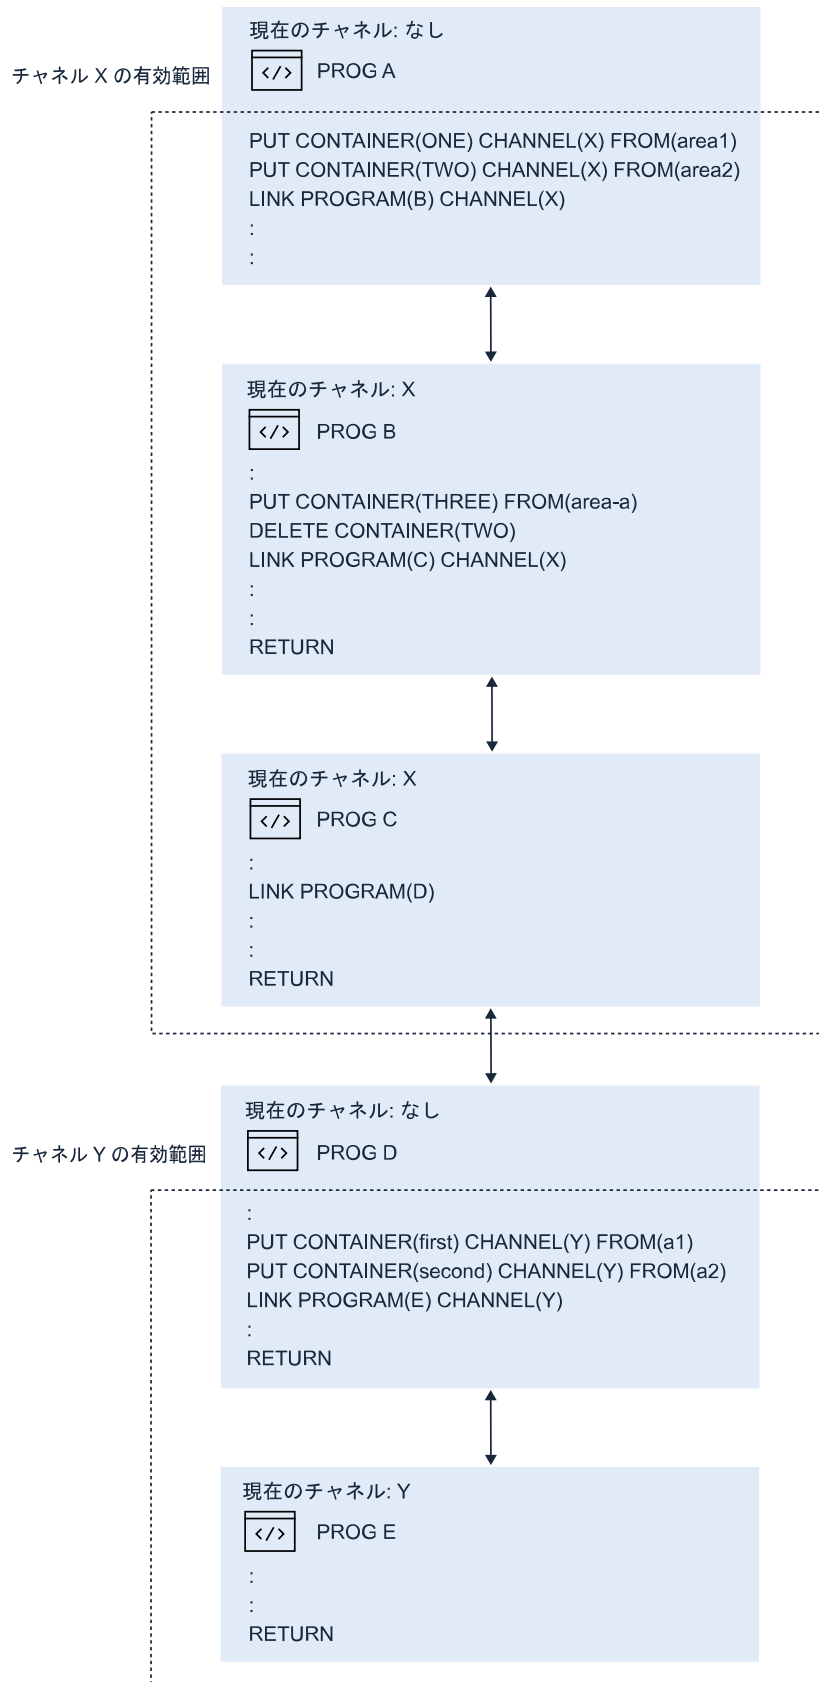 現在のチャネル: なし
チャネル X の有効範囲
</> PROG A
PUT CONTAINER(ONE) CHANNEL(X) FROM(area1)
PUT CONTAINER(TWO) CHANNEL(X) FROM(area2)
LINK PROGRAM(B) CHANNEL(X)
:
:
現在のチャネル: X
</> PROG B
:
PUT CONTAINER(THREE) FROM(area-a)
DELETE CONTAINER(TWO)
LINK PROGRAM(C) CHANNEL(X)
:
:
RETURN
現在のチャネル: X
</> PROG C
:
LINK PROGRAM(D)
:
:
RETURN
現在のチャネル: なし
チャネル Y の有効範囲
</> PROG D
:
PUT CONTAINER(first) CHANNEL(Y) FROM(a1)
PUT CONTAINER(second) CHANNEL(Y) FROM(a2)
LINK PROGRAM(E) CHANNEL(Y)
:
RETURN
現在のチャネル: Y
</> PROG E
:
:
RETURN